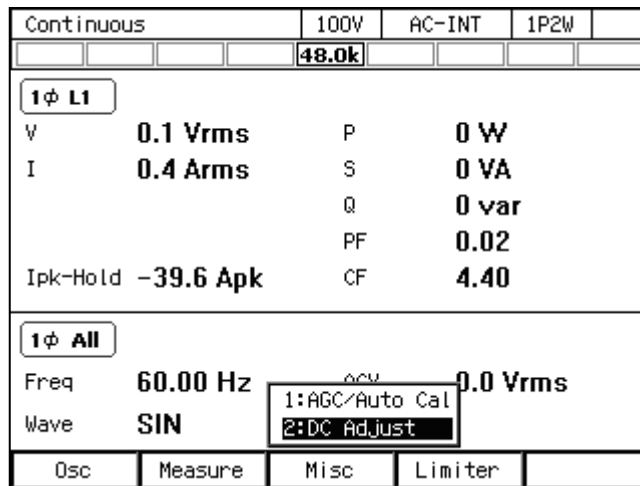 Continuous 100V AC-INT 1P2W
48.0k
1ϕ L1
V 0.1 Vrms P 0 W
I 0.4 Arms S 0 VA
Q 0 var
PF 0.02
Ipk-Hold -39.6 Apk CF 4.40
1ϕ All
Freq 60.00 Hz ACV 0.0 Vrms
1:AGC/Auto Cal
Wave SIN 2:DC Adjust
Osc Measure Misc Limiter